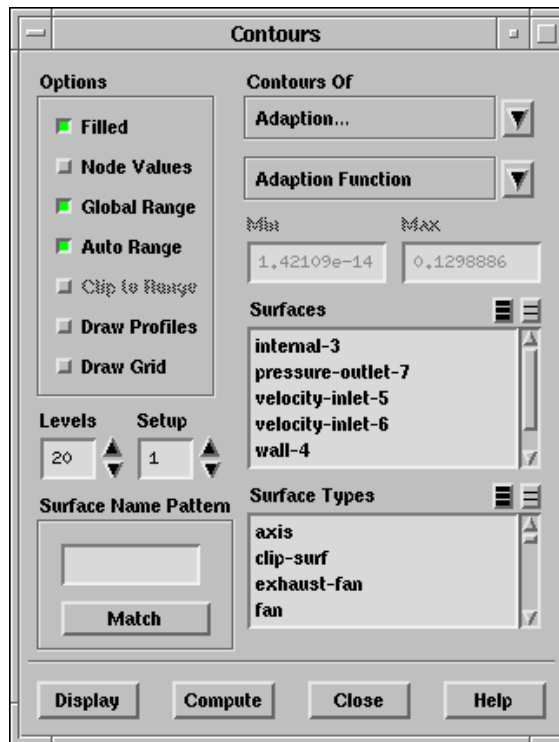 Contours
Options
Filled
Node Values
Global Range
Auto Range
Clip to Range
Draw Profiles
Draw Grid
Levels
Setup
20
1
Surface Name Pattern
Match
Contours Of
Adaption...
Adaption Function
Min
Max
1.42109e-14
0.1298886
Surfaces
internal-3
pressure-outlet-7
velocity-inlet-5
velocity-inlet-6
wall-4
Surface Types
axis
clip-surf
exhaust-fan
fan
Display
Compute
Close
Help